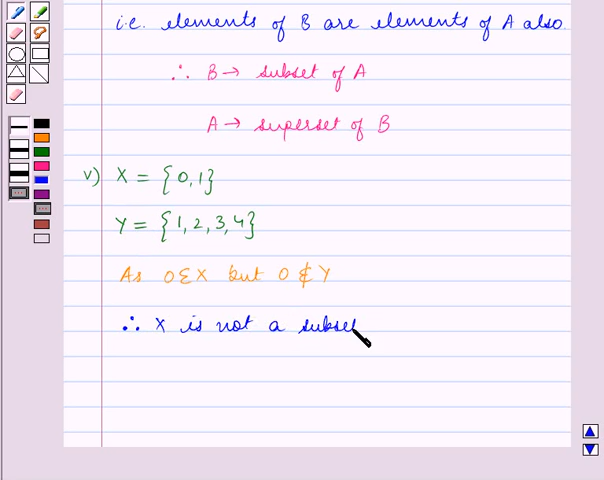 i.e. elements of B are elements of A also.
∴ B → subset of A
A → superset of B
v) X = {0,1}
Y = {1,2,3,4}
As 0 Ɛ X but 0 ∉ Y
∴ X is not a subse